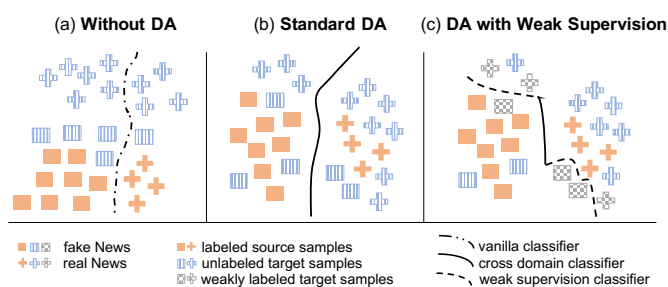 (a) Without DA
(b) Standard DA
(c) DA with Weak Supervision
fake News
real News
labeled source samples
unlabeled target samples
weakly labeled target samples
vanilla classifier
cross domain classifier
weak supervision classifier